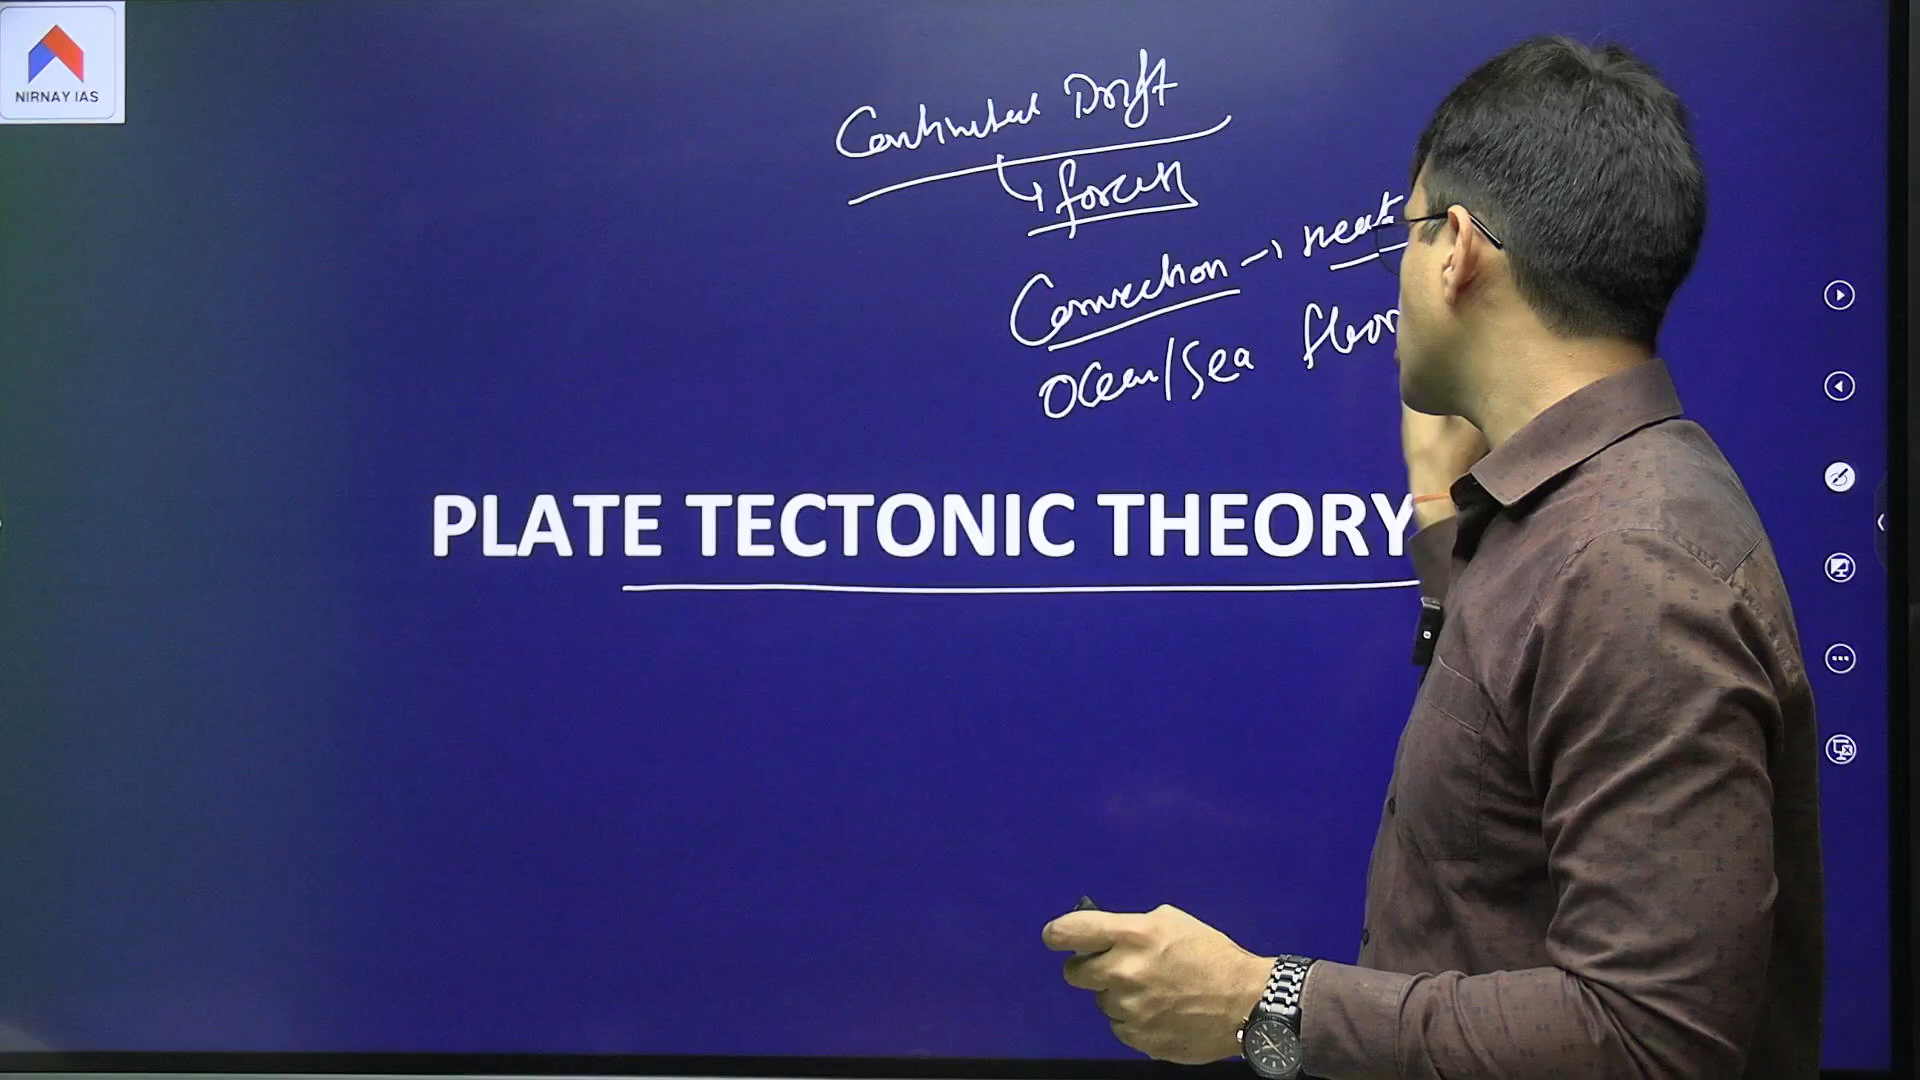 NIRNAY IAS
Continental Drift
forces
Convection → heat
Ocean/Sea floor
PLATE TECTONIC THEORY